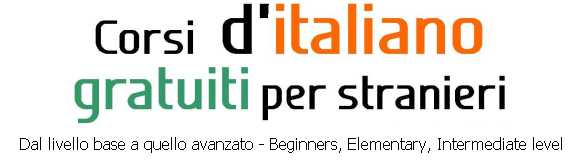 Corsi d'italiano
gratuiti per stranieri
Dal livello base a quello avanzato - Beginners, Elementary, Intermediate level